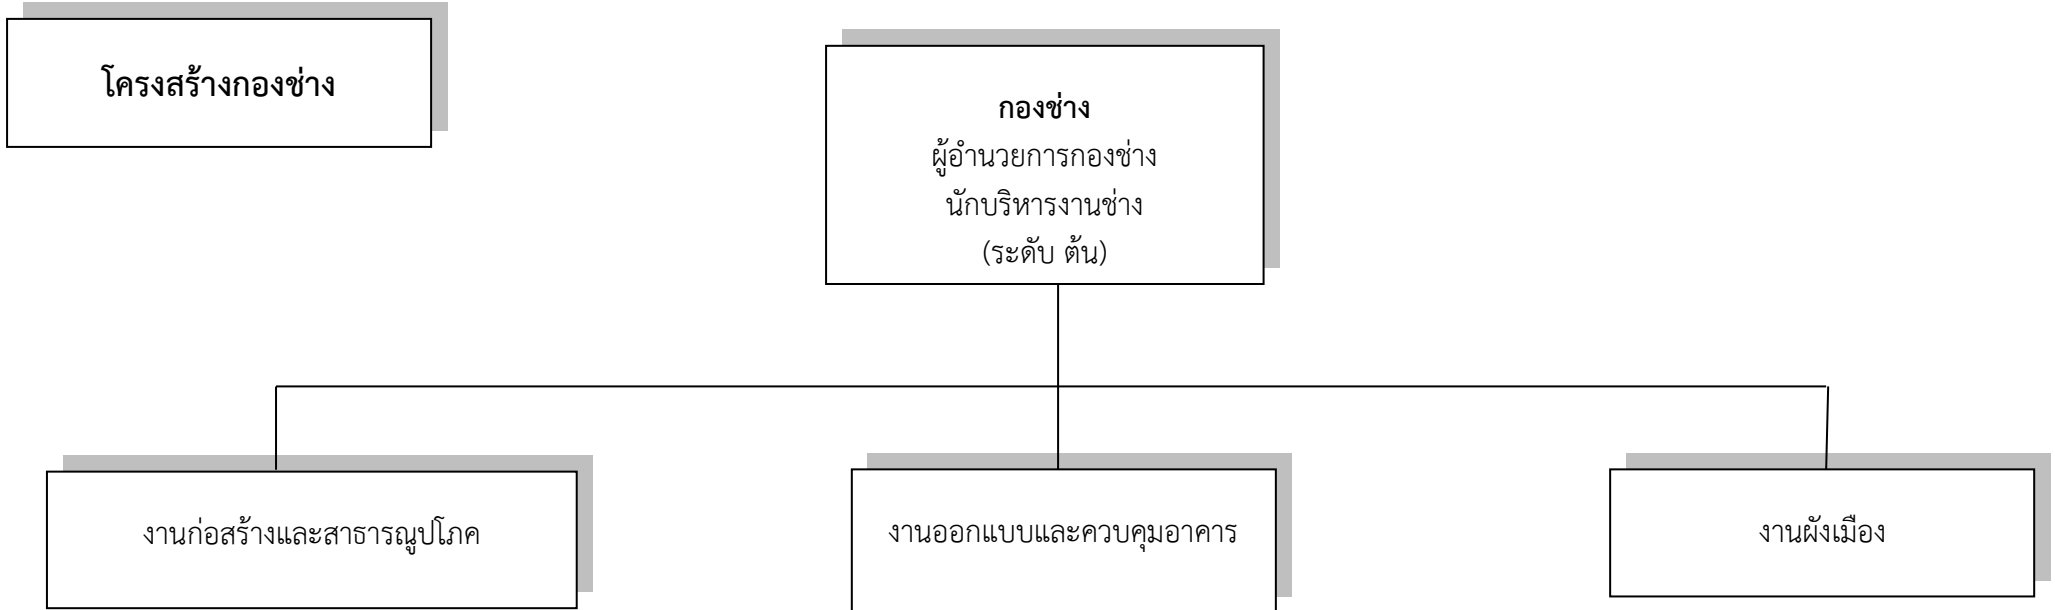 โครงสร้างกองช่าง
กองช่าง
ผู้อำนวยการกองช่าง
นักบริหารงานช่าง
(ระดับ ต้น)
งานก่อสร้างและสาธารณูปโภค
งานออกแบบและควบคุมอาคาร
งานผังเมือง